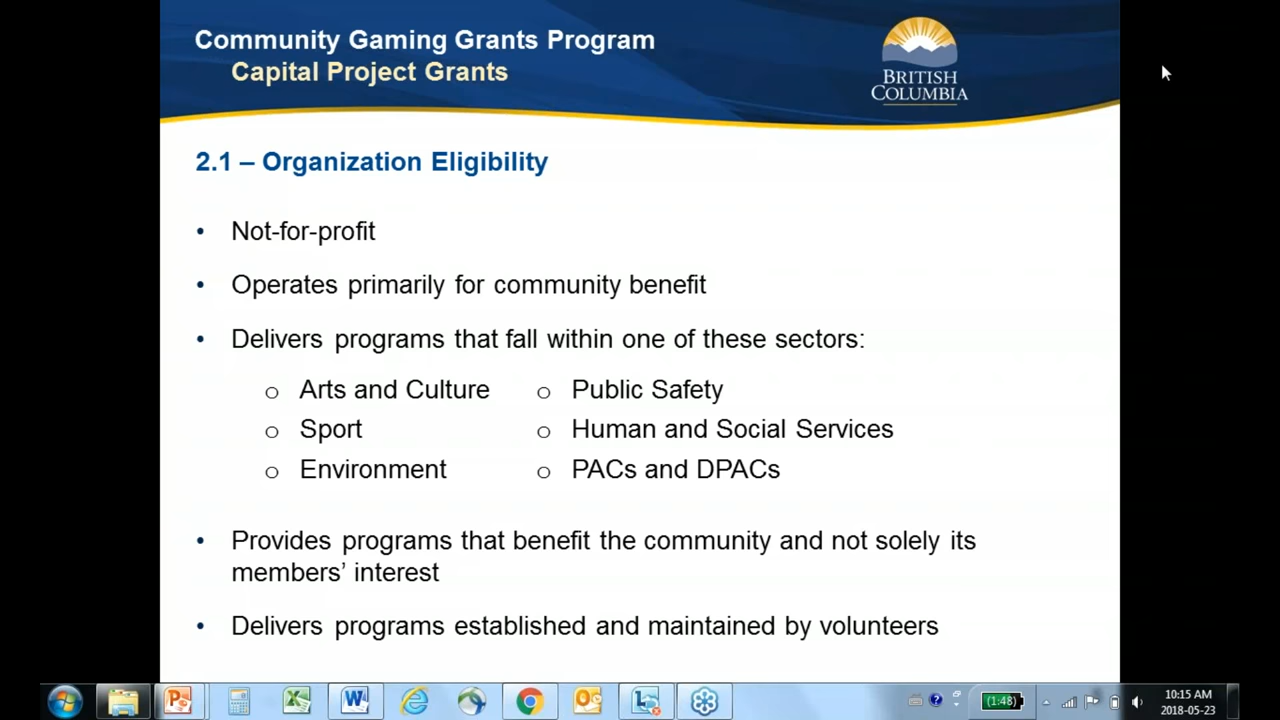 Community Gaming Grants Program
Capital Project Grants
BRITISH
COLUMBIA
2.1 – Organization Eligibility
• Not-for-profit
• Operates primarily for community benefit
• Delivers programs that fall within one of these sectors:
o Arts and Culture o Public Safety
o Sport o Human and Social Services
o Environment o PACs and DPACs
• Provides programs that benefit the community and not solely its
members’ interest
• Delivers programs established and maintained by volunteers
(1:48)
10:15 AM
2018-05-23